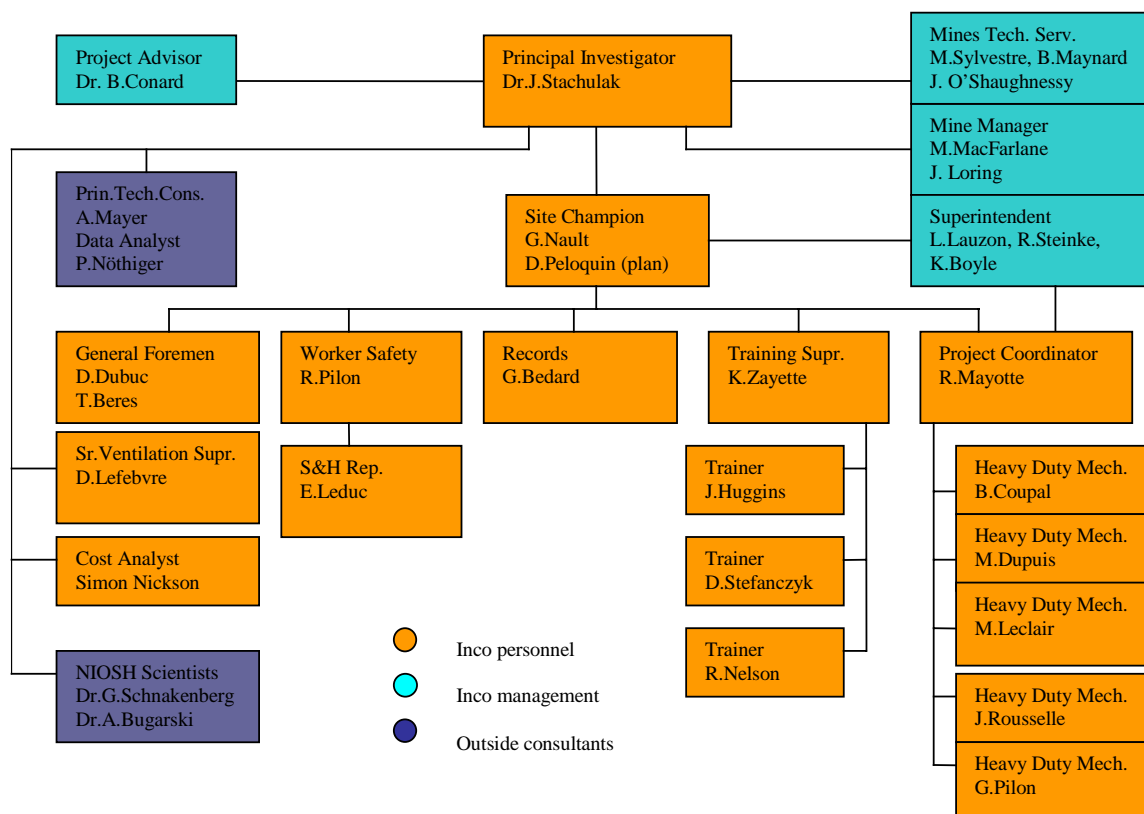 Project Advisor
Dr. B.Conard
Principal Investigator
Dr.J.Stachulak
Mines Tech. Serv.
M.Sylvestre, B.Maynard
J. O’Shaughnessy
Mine Manager
M.MacFarlane
J. Loring
Prin.Tech.Cons.
A.Mayer
Data Analyst
P.Nöthiger
Site Champion
G.Nault
D.Peloquin (plan)
Superintendent
L.Lauzon, R.Steinke,
K.Boyle
General Foremen
D.Dubuc
T.Beres
Worker Safety
R.Pilon
Records
G.Bedard
Training Supr.
K.Zayette
Project Coordinator
R.Mayotte
Sr.Ventilation Supr.
D.Lefebvre
S&H Rep.
E.Leduc
Trainer
J.Huggins
Heavy Duty Mech.
B.Coupal
Cost Analyst
Simon Nickson
Trainer
D.Stefanczyk
Heavy Duty Mech.
M.Dupuis
Heavy Duty Mech.
M.Leclair
NIOSH Scientists
Dr.G.Schnakenberg
Dr.A.Bugarski
Trainer
R.Nelson
Heavy Duty Mech.
J.Rousselle
Heavy Duty Mech.
G.Pilon
Inco personnel
Inco management
Outside consultants